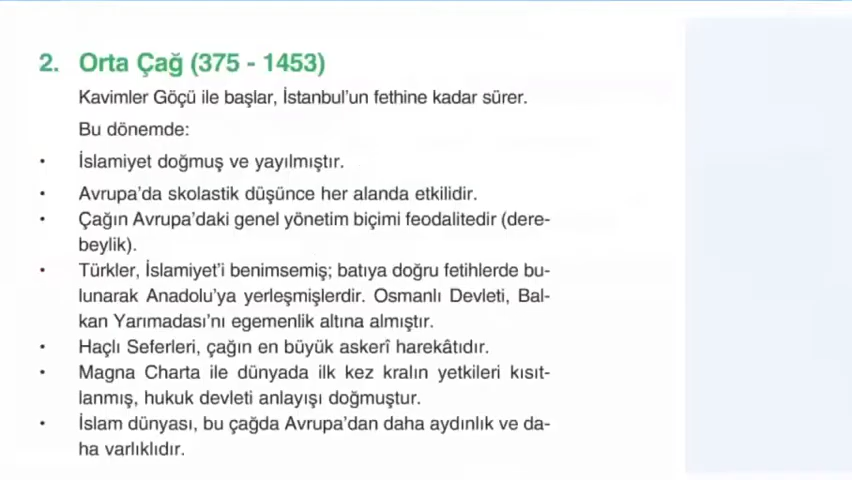 2. Orta Çağ (375 - 1453)
Kavimler Göçü ile başlar, İstanbul'un fethine kadar sürer.
Bu dönemde:
• İslamiyet doğmuş ve yayılmıştır.
• Avrupa'da skolastik düşünce her alanda etkilidir.
• Çağın Avrupa'daki genel yönetim biçimi feodalitedir (dere-
beylik).
• Türkler, İslamiyet'i benimsemiş; batıya doğru fetihlerde bu-
lunarak Anadolu'ya yerleşmişlerdir. Osmanlı Devleti, Bal-
kan Yarımadası'nı egemenlik altına almıştır.
• Haçlı Seferleri, çağın en büyük askerî harekâtıdır.
• Magna Charta ile dünyada ilk kez kralın yetkileri kısıt-
lanmış, hukuk devleti anlayışı doğmuştur.
• İslam dünyası, bu çağda Avrupa'dan daha aydınlık ve da-
ha varlıklıdır.